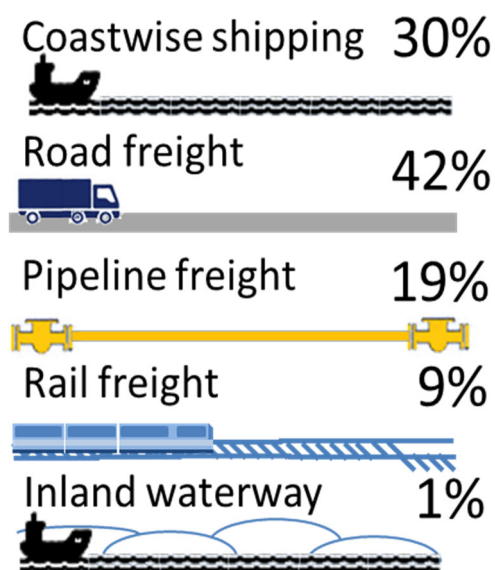 Coastwise shipping 30%
Road freight 42%
Pipeline freight 19%
Rail freight 9%
Inland waterway 1%